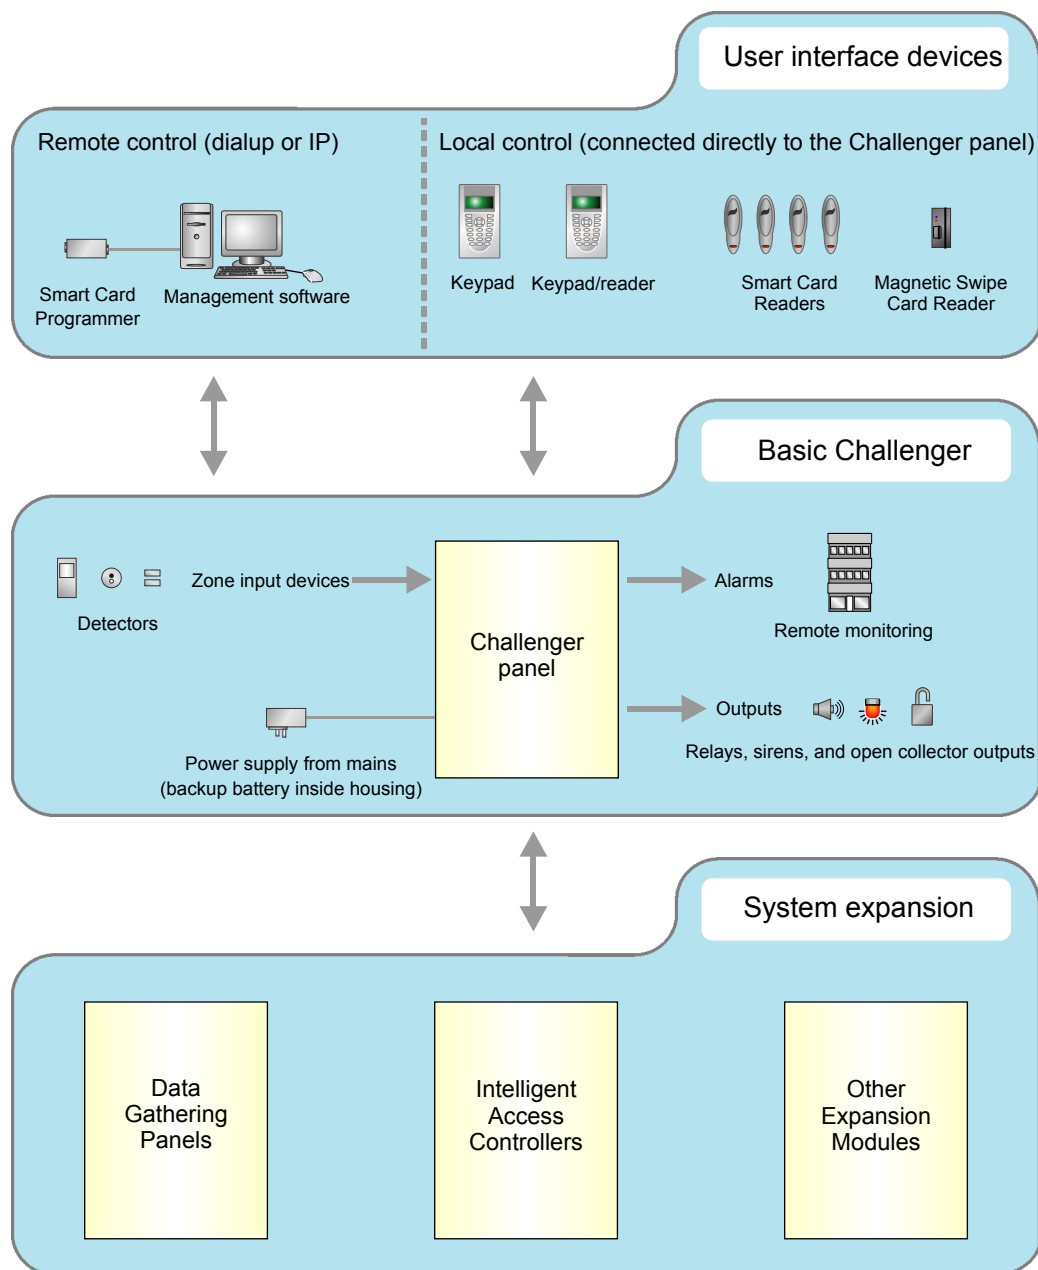 User interface devices
Remote control (dialup or IP)
Local control (connected directly to the Challenger panel)
Smart Card
Programmer
Management software
Keypad
Keypad/reader
Smart Card
Readers
Magnetic Swipe
Card Reader
Basic Challenger
Detectors
Zone input devices
Challenger
panel
Alarms
Remote monitoring
Power supply from mains
(backup battery inside housing)
Outputs
Relays, sirens, and open collector outputs
System expansion
Data
Gathering
Panels
Intelligent
Access
Controllers
Other
Expansion
Modules